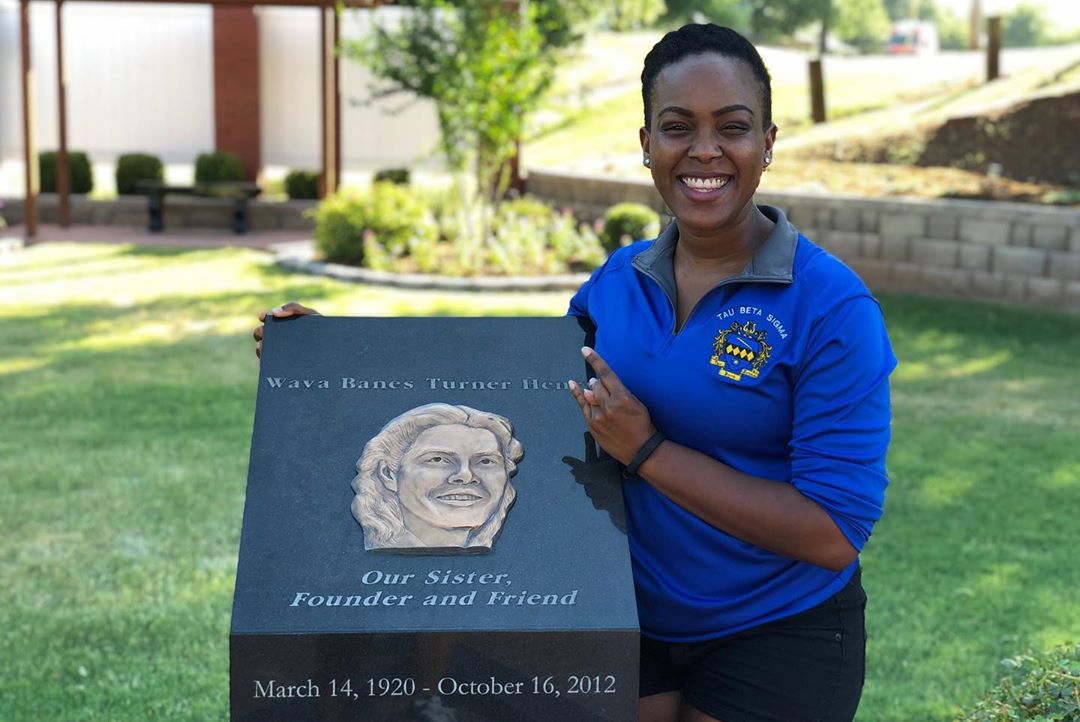 TAU BETA SIGMA
Wava Banes Turner
Our Sister,
Founder and Friend
March 14, 1920 - October 16, 2012